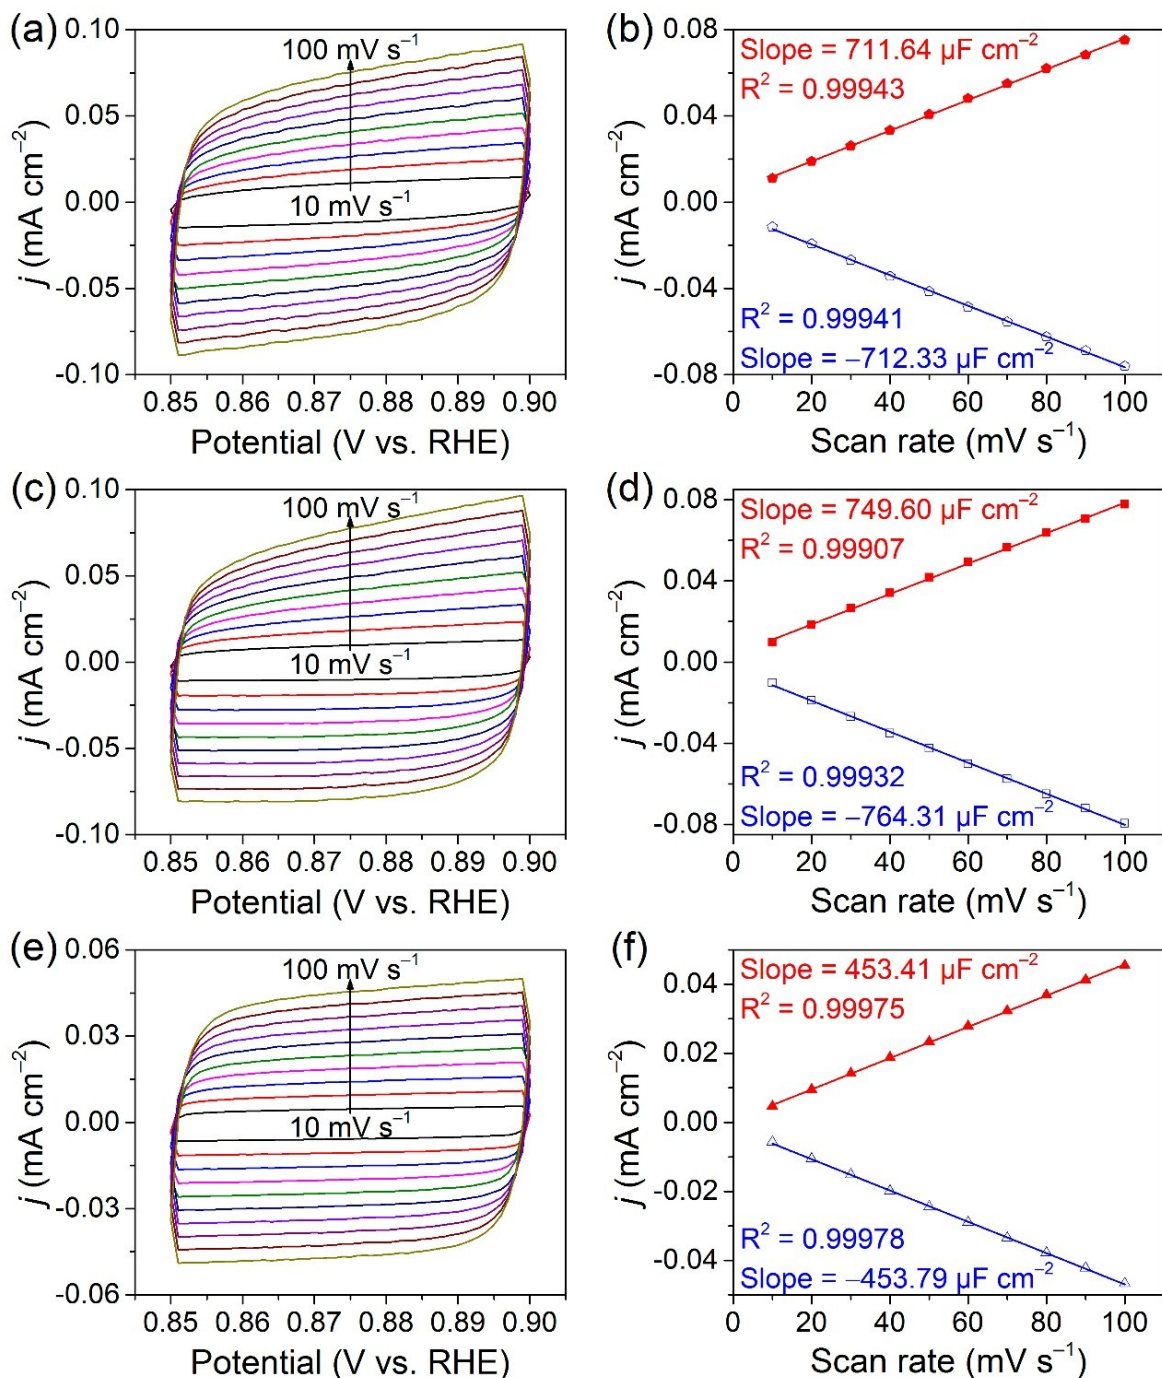 (a)
0.10
0.05
0.00
-0.05
-0.10
j (mA cm⁻²)
100 mV s⁻¹
10 mV s⁻¹
0.85 0.86 0.87 0.88 0.89 0.90
Potential (V vs. RHE)
(b)
0.08
0.04
0.00
-0.04
-0.08
j (mA cm⁻²)
Slope = 711.64 µF cm⁻²
R² = 0.99943
R² = 0.99941
Slope = −712.33 µF cm⁻²
0 20 40 60 80 100
Scan rate (mV s⁻¹)
(c)
0.10
0.05
0.00
-0.05
-0.10
j (mA cm⁻²)
100 mV s⁻¹
10 mV s⁻¹
0.85 0.86 0.87 0.88 0.89 0.90
Potential (V vs. RHE)
(d)
0.08
0.04
0.00
-0.04
-0.08
j (mA cm⁻²)
Slope = 749.60 µF cm⁻²
R² = 0.99907
R² = 0.99932
Slope = −764.31 µF cm⁻²
0 20 40 60 80 100
Scan rate (mV s⁻¹)
(e)
0.06
0.03
0.00
-0.03
-0.06
j (mA cm⁻²)
100 mV s⁻¹
10 mV s⁻¹
0.85 0.86 0.87 0.88 0.89 0.90
Potential (V vs. RHE)
(f)
0.04
0.02
0.00
-0.02
-0.04
j (mA cm⁻²)
Slope = 453.41 µF cm⁻²
R² = 0.99975
R² = 0.99978
Slope = −453.79 µF cm⁻²
0 20 40 60 80 100
Scan rate (mV s⁻¹)